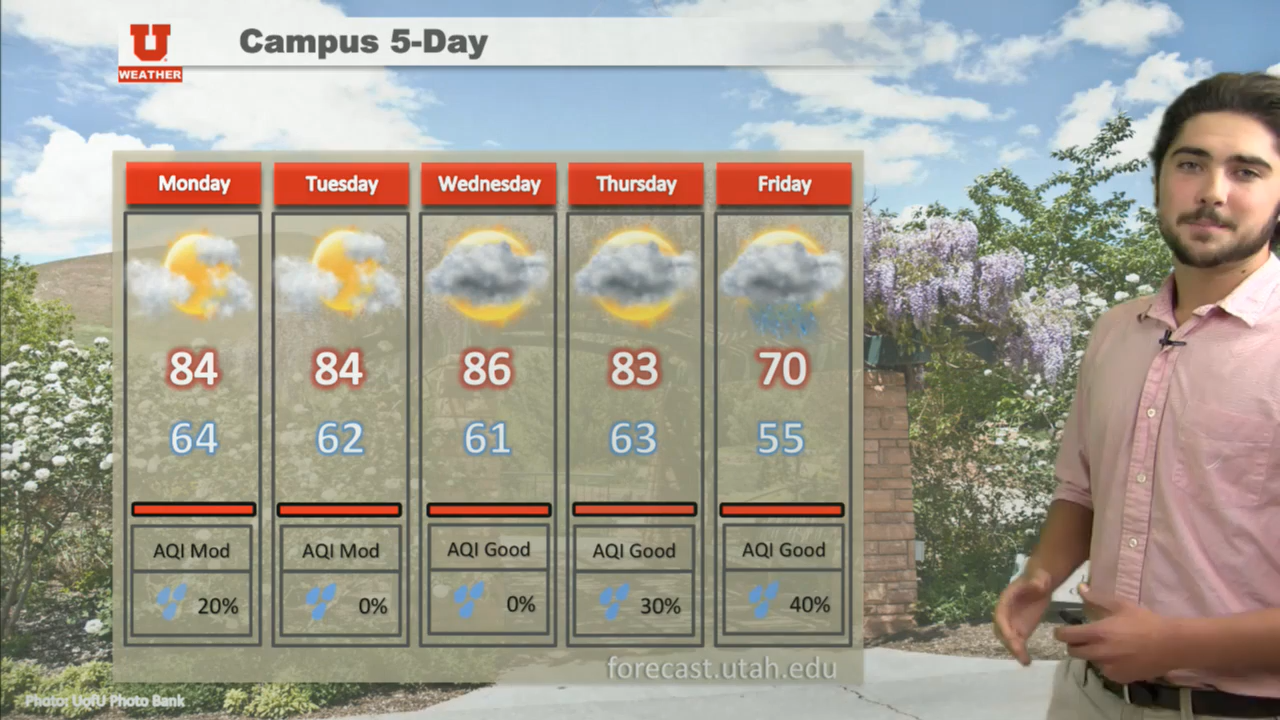 U
WEATHER
Campus 5-Day
Monday Tuesday Wednesday Thursday Friday
84 84 86 83 70
64 62 61 63 55
AQI Mod AQI Mod AQI Good AQI Good AQI Good
20% 0% 0% 30% 40%
forecast.utah.edu
Photo: UofU Photo Bank